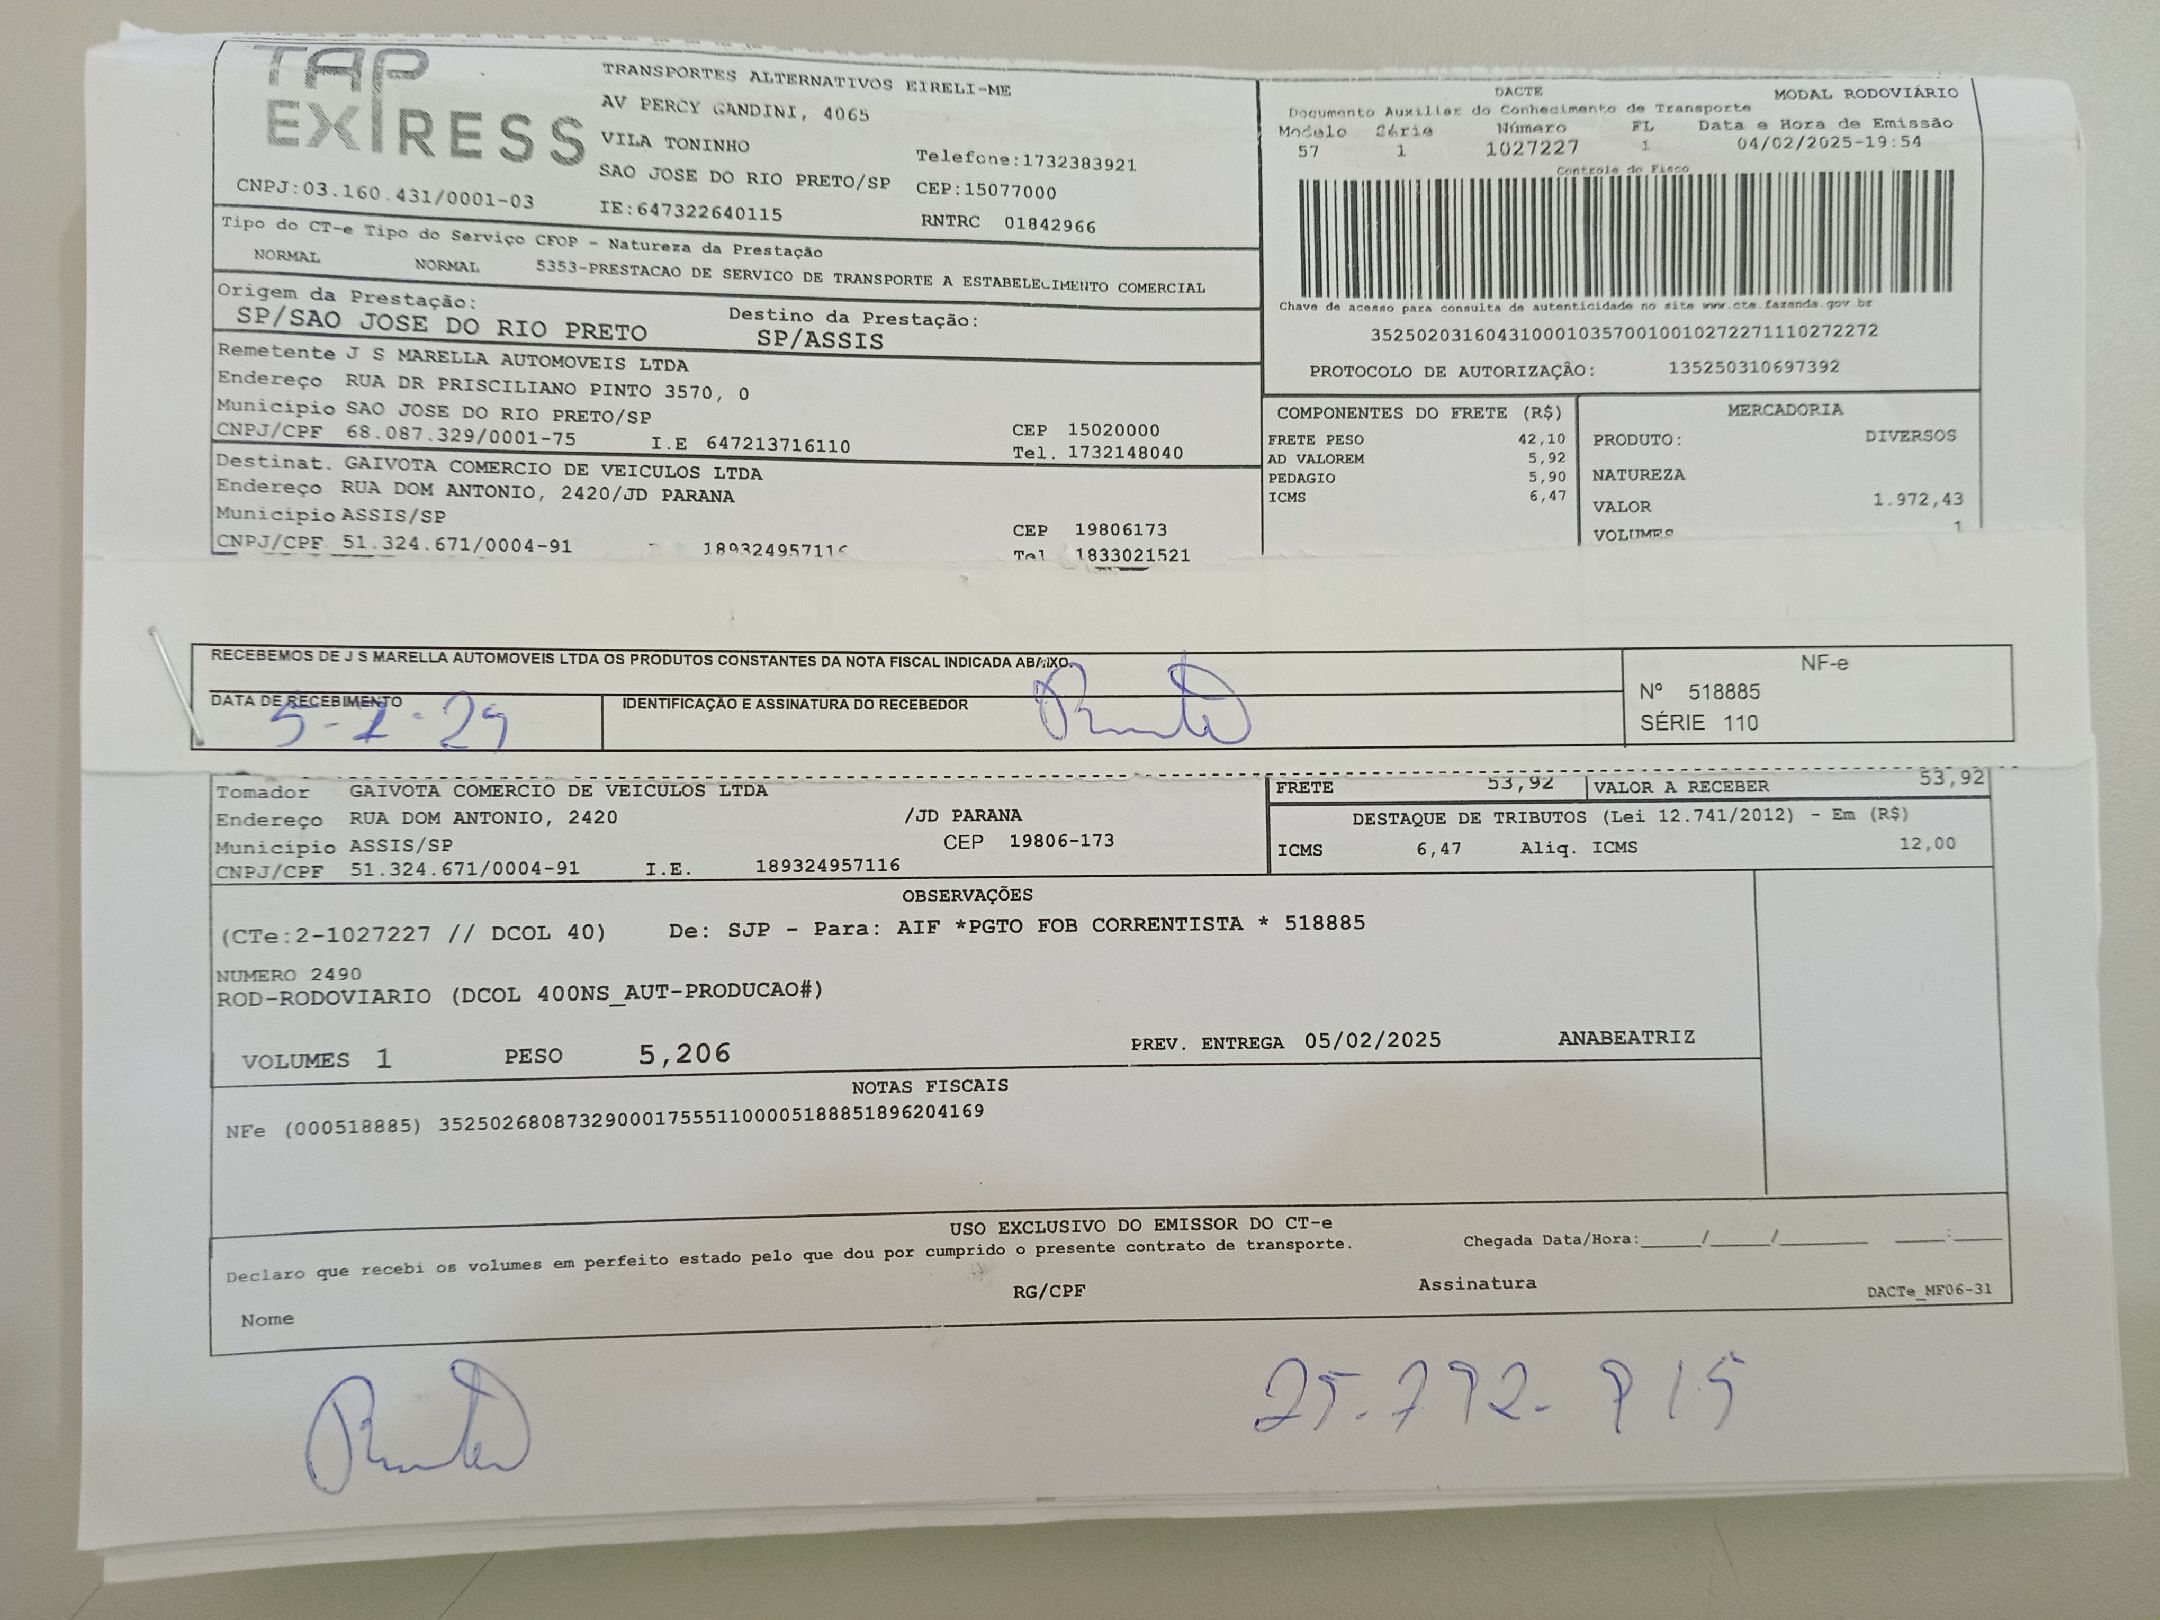 TAP EXPRESS
TRANSPORTES ALTERNATIVOS EIRELI-ME
AV PERCY GANDINI, 4065
VILA TONINHO
Telefone:1732383921
SAO JOSE DO RIO PRETO/SP CEP:15077000
CNPJ:03.160.431/0001-03 IE:647322640115 RNTRC 01842966
Tipo do CT-e Tipo do Serviço CFOP - Natureza da Prestação
NORMAL NORMAL 5353-PRESTACAO DE SERVICO DE TRANSPORTE A ESTABELECIMENTO COMERCIAL
Origem da Prestação: Destino da Prestação:
SP/SAO JOSE DO RIO PRETO SP/ASSIS
Remetente J S MARELLA AUTOMOVEIS LTDA
Endereço RUA DR PRISCILIANO PINTO 3570, 0
Municipio SAO JOSE DO RIO PRETO/SP CEP 15020000
CNPJ/CPF 68.087.329/0001-75 I.E 647213716110 Tel. 1732148040
Destinat. GAIVOTA COMERCIO DE VEICULOS LTDA
Endereço RUA DOM ANTONIO, 2420/JD PARANA
Municipio ASSIS/SP CEP 19806173
CNPJ/CPF 51.324.671/0004-91 189324957116 Tel 1833021521
DACTE MODAL RODOVIÁRIO
Documento Auxiliar do Conhecimento de Transporte
Modelo Série Número FL Data e Hora de Emissão
57 1 1027227 1 04/02/2025-19:54
Controle do Fisco
Chave de acesso para consulta de autenticidade no site www.cte.fazenda.gov.br
35250203160431000103570010010272271110272272
PROTOCOLO DE AUTORIZAÇÃO: 135250310697392
COMPONENTES DO FRETE (R$)
FRETE PESO 42,10
AD VALOREM 5,92
PEDAGIO 5,90
ICMS 6,47
MERCADORIA
PRODUTO: DIVERSOS
NATUREZA
VALOR 1.972,43
VOLUMES 1
RECEBEMOS DE J S MARELLA AUTOMOVEIS LTDA OS PRODUTOS CONSTANTES DA NOTA FISCAL INDICADA ABAIXO.
DATA DE RECEBIMENTO IDENTIFICAÇÃO E ASSINATURA DO RECEBEDOR
NF-e
Nº 518885
SÉRIE 110
Tomador GAIVOTA COMERCIO DE VEICULOS LTDA
Endereço RUA DOM ANTONIO, 2420 /JD PARANA
Municipio ASSIS/SP CEP 19806-173
CNPJ/CPF 51.324.671/0004-91 I.E. 189324957116
FRETE 53,92 VALOR A RECEBER 53,92
DESTAQUE DE TRIBUTOS (Lei 12.741/2012) - Em (R$)
ICMS 6,47 Aliq. ICMS 12,00
OBSERVAÇÕES
(CTe:2-1027227 // DCOL 40) De: SJP - Para: AIF *PGTO FOB CORRENTISTA * 518885
NUMERO 2490
ROD-RODOVIARIO (DCOL 400NS_AUT-PRODUCAO#)
VOLUMES 1 PESO 5,206 PREV. ENTREGA 05/02/2025 ANABEATRIZ
NOTAS FISCAIS
NFe (000518885) 35250268087329000175551100005188851896204169
USO EXCLUSIVO DO EMISSOR DO CT-e
Declaro que recebi os volumes em perfeito estado pelo que dou por cumprido o presente contrato de transporte. Chegada Data/Hora:_____/_____/_______ ____:____
Nome RG/CPF Assinatura DACTe_MF06-31